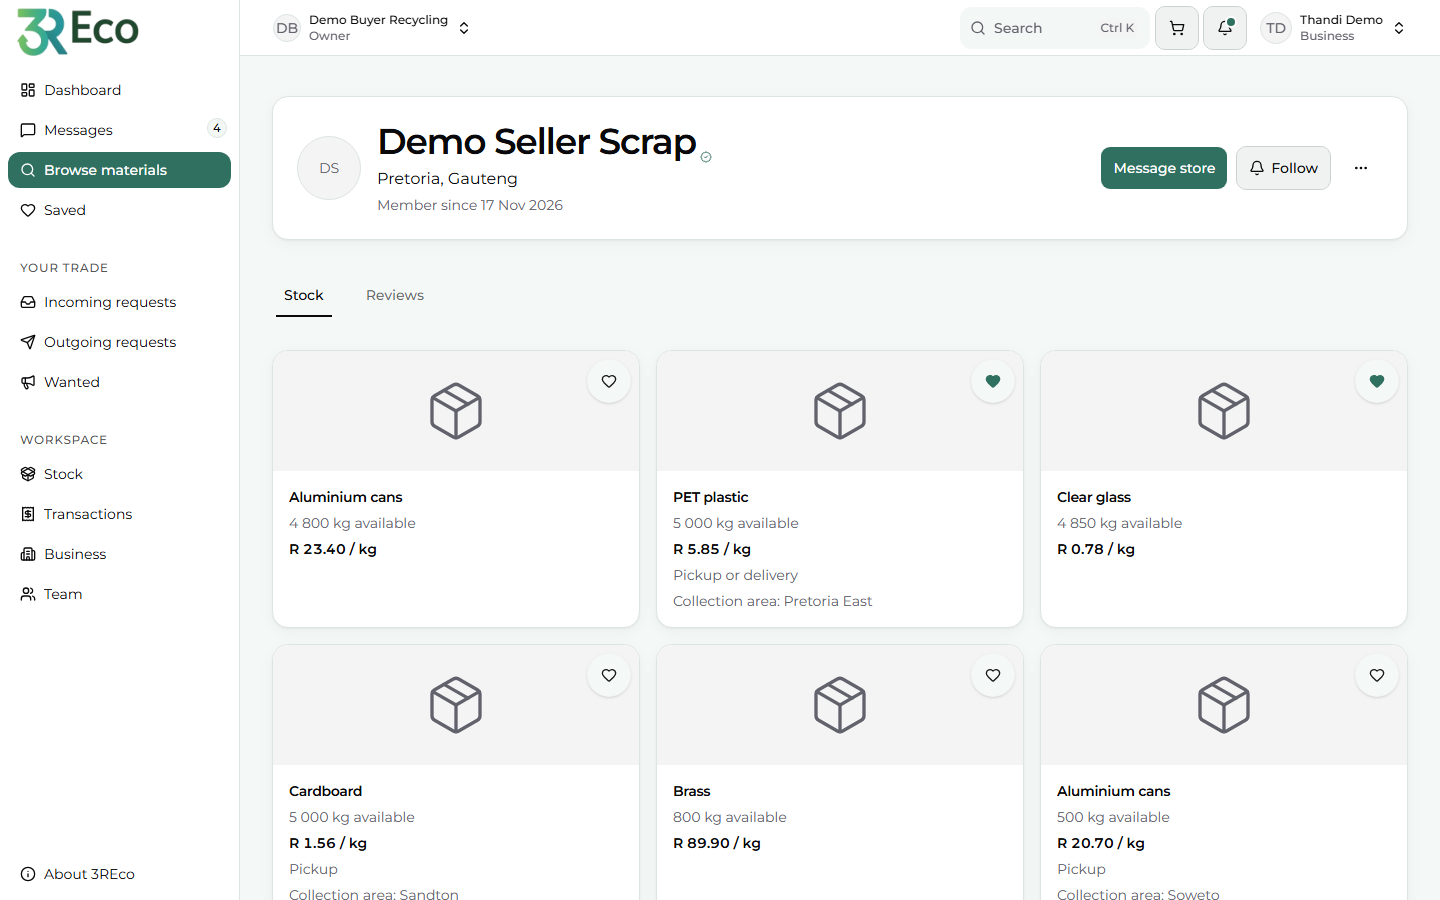 3R Eco
Dashboard
Messages
4
Browse materials
Saved
YOUR TRADE
Incoming requests
Outgoing requests
Wanted
WORKSPACE
Stock
Transactions
Business
Team
About 3REco
DB
Demo Buyer Recycling
Owner
Search
Ctrl K
TD
Thandi Demo
Business
DS
Demo Seller Scrap
Pretoria, Gauteng
Member since 17 Nov 2026
Message store
Follow
Stock
Reviews
Aluminium cans
4 800 kg available
R 23.40 / kg
PET plastic
5 000 kg available
R 5.85 / kg
Pickup or delivery
Collection area: Pretoria East
Clear glass
4 850 kg available
R 0.78 / kg
Cardboard
5 000 kg available
R 1.56 / kg
Pickup
Collection area: Sandton
Brass
800 kg available
R 89.90 / kg
Aluminium cans
500 kg available
R 20.70 / kg
Pickup
Collection area: Soweto